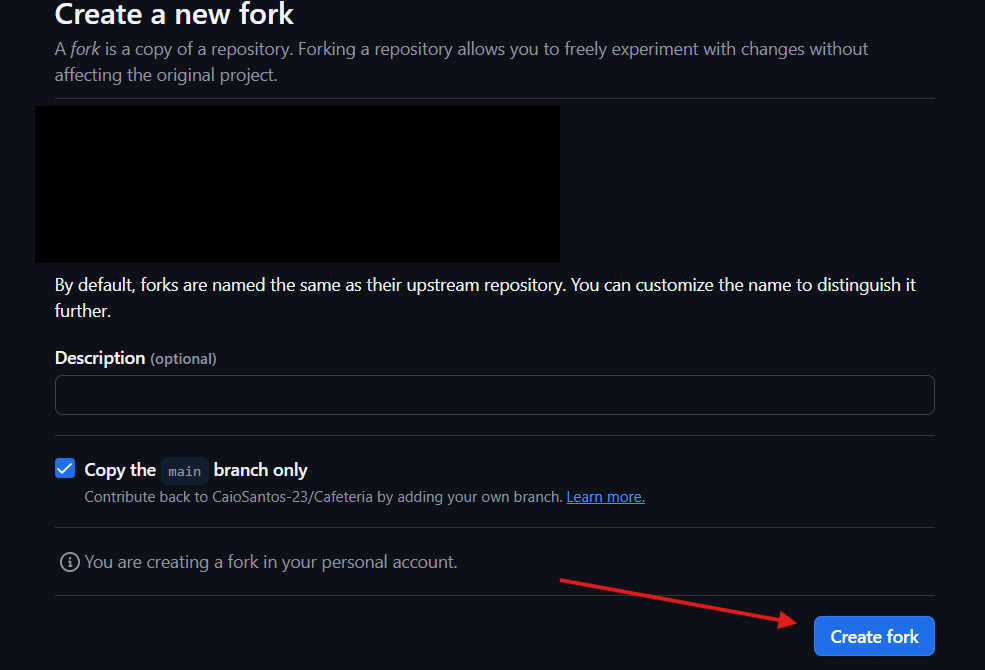 Create a new fork
A fork is a copy of a repository. Forking a repository allows you to freely experiment with changes without
affecting the original project.
By default, forks are named the same as their upstream repository. You can customize the name to distinguish it
further.
Description (optional)
Copy the main branch only
Contribute back to CaioSantos-23/Cafeteria by adding your own branch. Learn more.
You are creating a fork in your personal account.
Create fork